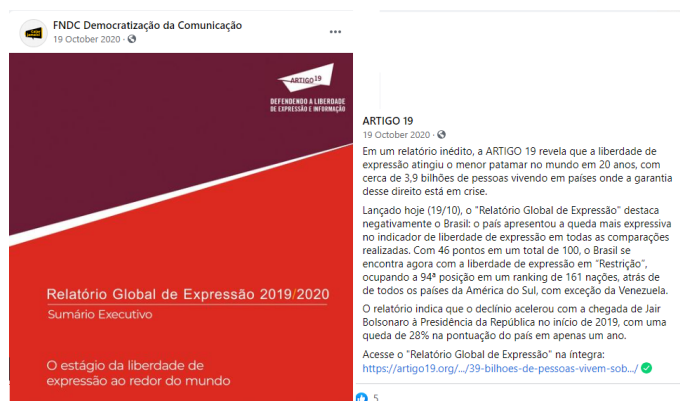 FNDC Democratização da Comunicação
19 October 2020 ·
ARTIGO 19
DEFENDENDO A LIBERDADE
DE EXPRESSÃO E INFORMAÇÃO
Relatório Global de Expressão 2019/2020
Sumário Executivo
O estágio da liberdade de
expressão ao redor do mundo
ARTIGO 19
19 October 2020 ·
Em um relatório inédito, a ARTIGO 19 revela que a liberdade de
expressão atingiu o menor patamar no mundo em 20 anos, com
cerca de 3,9 bilhões de pessoas vivendo em países onde a garantia
desse direito está em crise.
Lançado hoje (19/10), o "Relatório Global de Expressão" destaca
negativamente o Brasil: o país apresentou a queda mais expressiva
no indicador de liberdade de expressão em todas as comparações
realizadas. Com 46 pontos em um total de 100, o Brasil se
encontra agora com a liberdade de expressão em “Restrição”,
ocupando a 94ª posição em um ranking de 161 nações, atrás de
de todos os países da América do Sul, com exceção da Venezuela.
O relatório indica que o declínio acelerou com a chegada de Jair
Bolsonaro à Presidência da República no início de 2019, com uma
queda de 28% na pontuação do país em apenas um ano.
Acesse o "Relatório Global de Expressão" na íntegra:
https://artigo19.org/.../39-bilhoes-de-pessoas-vivem-sob.../
5